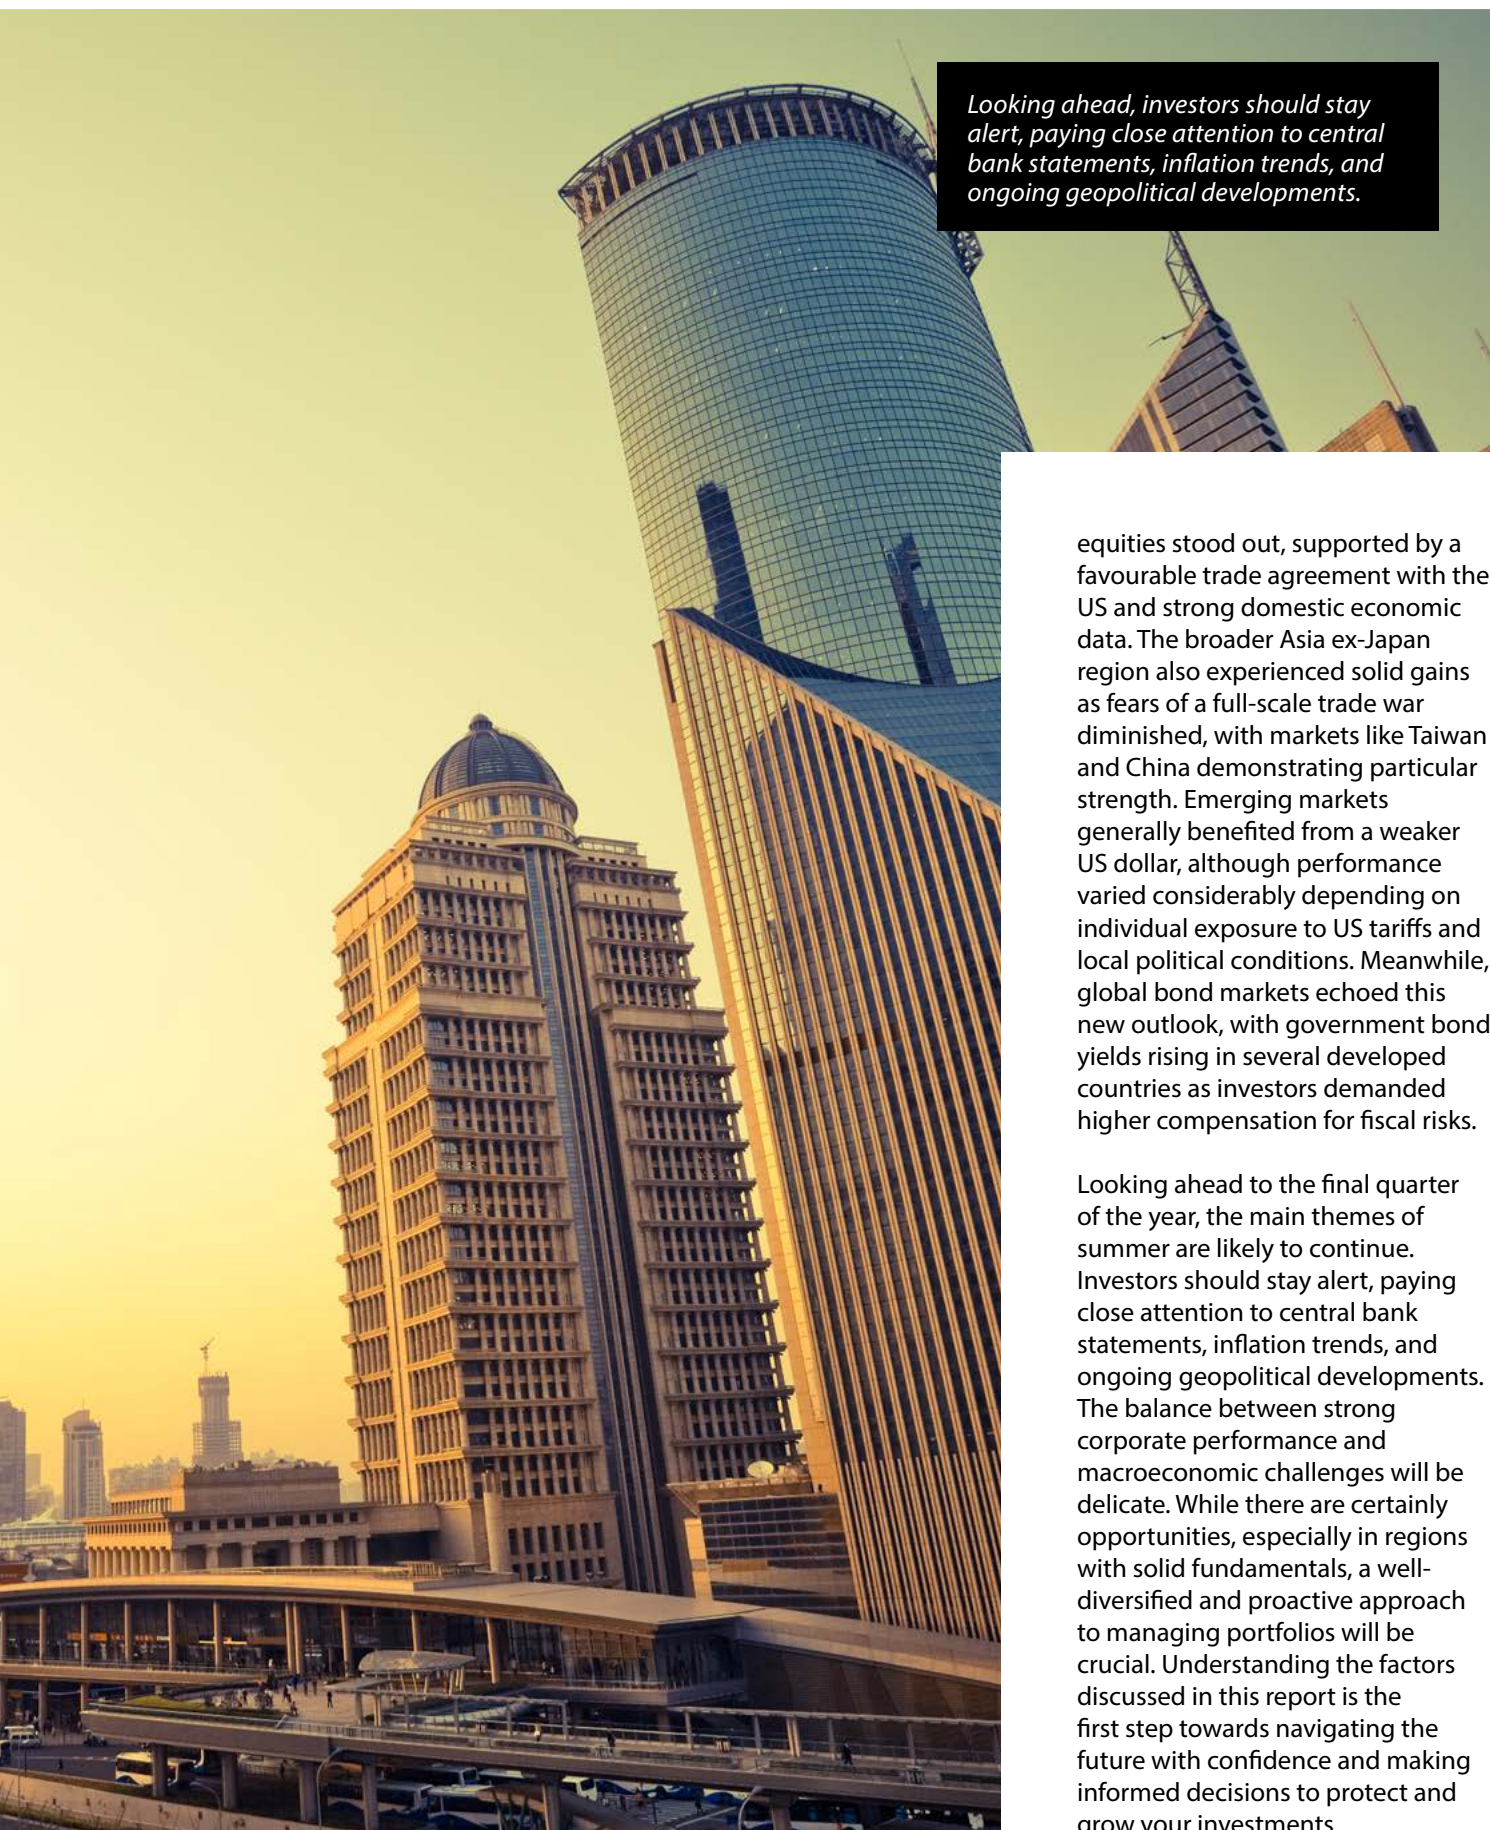 Looking ahead, investors should stay
alert, paying close attention to central
bank statements, inflation trends, and
ongoing geopolitical developments.
equities stood out, supported by a
favourable trade agreement with the
US and strong domestic economic
data. The broader Asia ex-Japan
region also experienced solid gains
as fears of a full-scale trade war
diminished, with markets like Taiwan
and China demonstrating particular
strength. Emerging markets
generally benefited from a weaker
US dollar, although performance
varied considerably depending on
individual exposure to US tariffs and
local political conditions. Meanwhile,
global bond markets echoed this
new outlook, with government bond
yields rising in several developed
countries as investors demanded
higher compensation for fiscal risks.
Looking ahead to the final quarter
of the year, the main themes of
summer are likely to continue.
Investors should stay alert, paying
close attention to central bank
statements, inflation trends, and
ongoing geopolitical developments.
The balance between strong
corporate performance and
macroeconomic challenges will be
delicate. While there are certainly
opportunities, especially in regions
with solid fundamentals, a well-
diversified and proactive approach
to managing portfolios will be
crucial. Understanding the factors
discussed in this report is the
first step towards navigating the
future with confidence and making
informed decisions to protect and
grow your investments